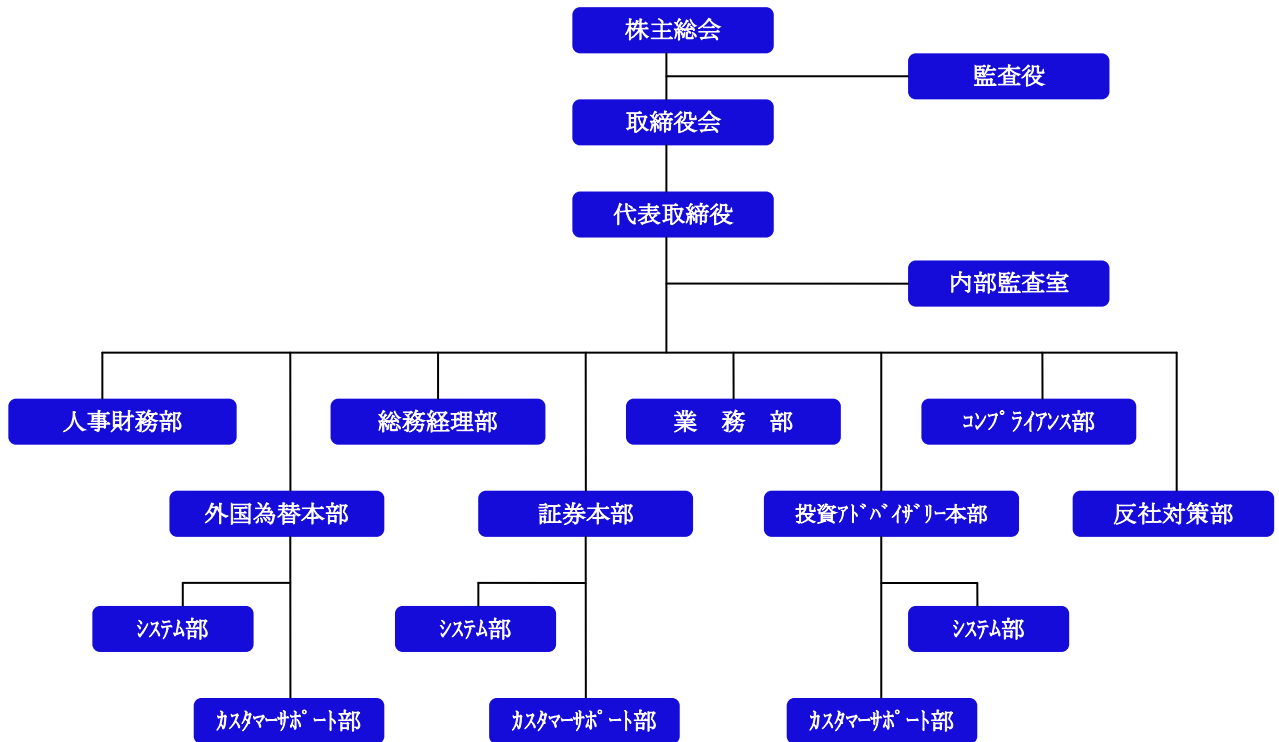 株主総会
監査役
取締役会
代表取締役
内部監査室
人事財務部
総務経理部
業　務　部
ｺﾝﾌﾟﾗｲｱﾝｽ部
外国為替本部
証券本部
投資ｱﾄﾞﾊﾞｲｻﾞﾘｰ本部
反社対策部
ｼｽﾃﾑ部
ｼｽﾃﾑ部
ｼｽﾃﾑ部
ｶｽﾀﾏｰｻﾎﾟｰﾄ部
ｶｽﾀﾏｰｻﾎﾟｰﾄ部
ｶｽﾀﾏｰｻﾎﾟｰﾄ部